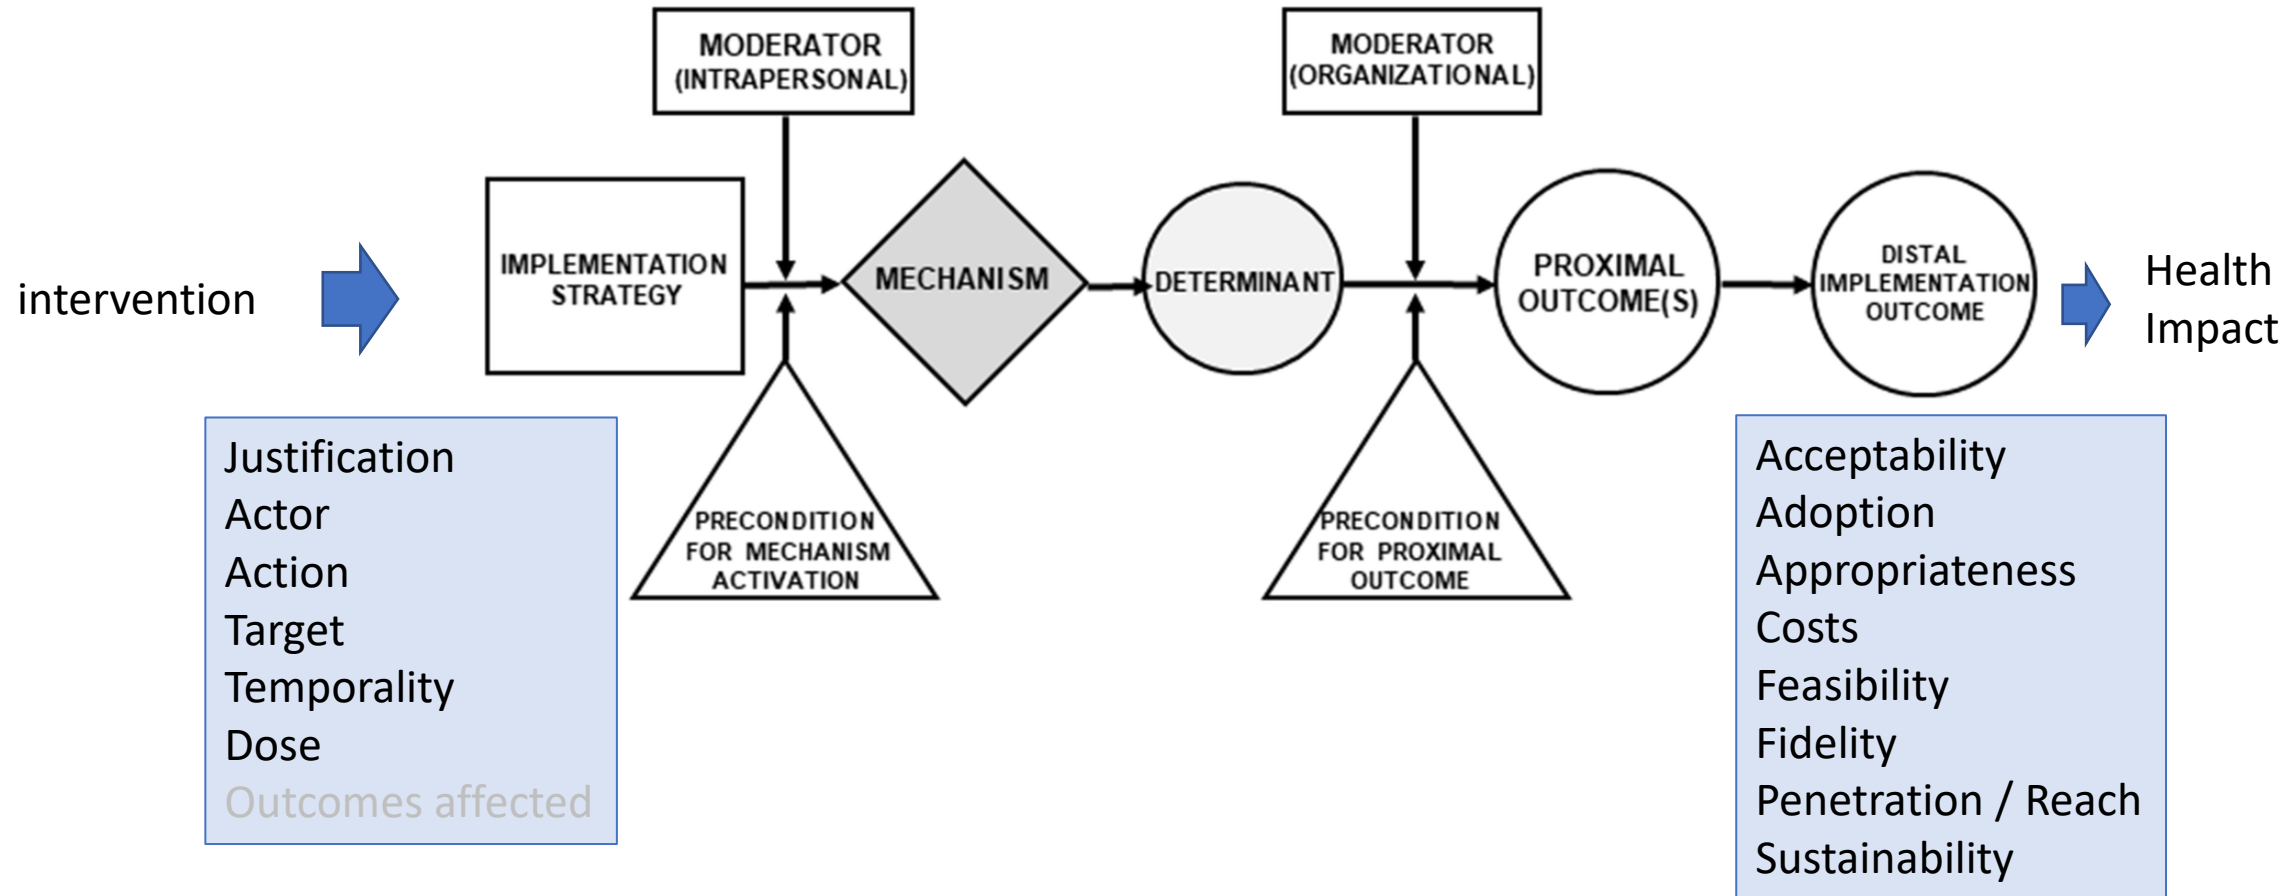 MODERATOR
(INTRAPERSONAL)
MODERATOR
(ORGANIZATIONAL)
intervention
IMPLEMENTATION
STRATEGY
MECHANISM
DETERMINANT
PROXIMAL
OUTCOME(S)
DISTAL
IMPLEMENTATION
OUTCOME
Health
Impact
PRECONDITION
FOR MECHANISM
ACTIVATION
PRECONDITION
FOR PROXIMAL
OUTCOME
Justification
Actor
Action
Target
Temporality
Dose
Outcomes affected
Acceptability
Adoption
Appropriateness
Costs
Feasibility
Fidelity
Penetration / Reach
Sustainability